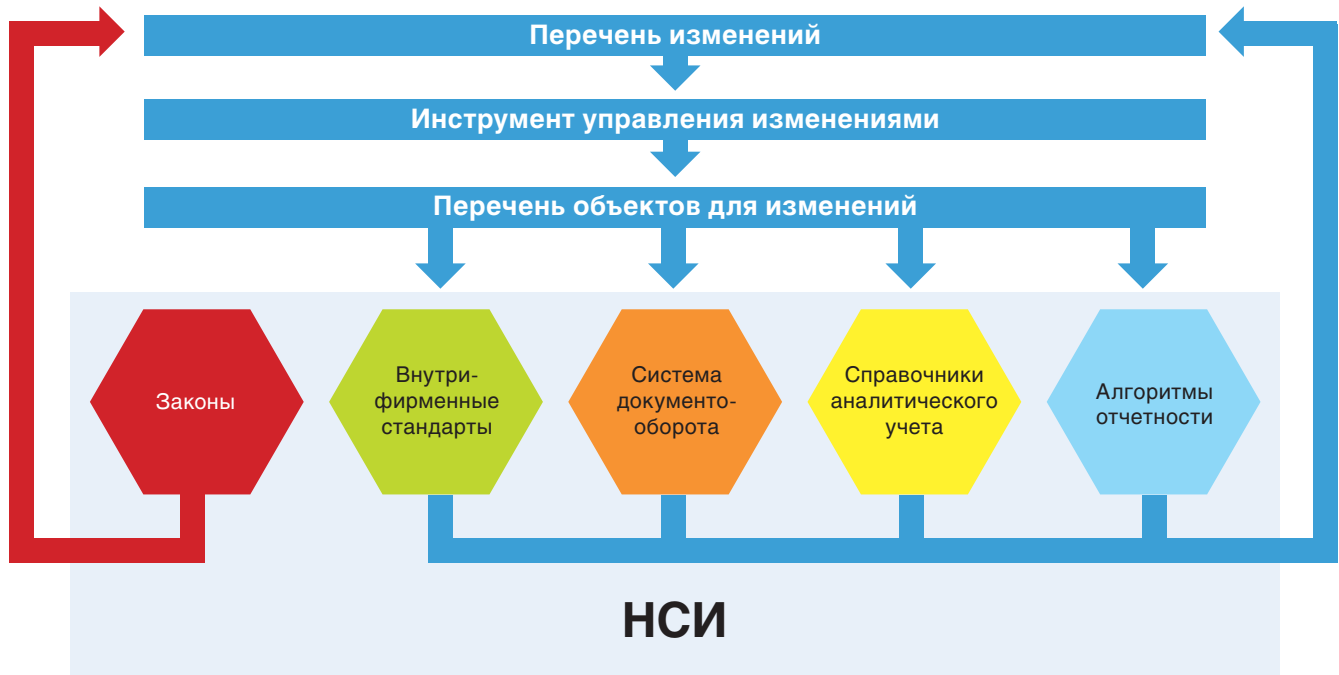 Перечень изменений
Инструмент управления изменениями
Перечень объектов для изменений
Законы
Внутри-
фирменные
стандарты
Система
документо-
оборота
Справочники
аналитического
учета
Алгоритмы
отчетности
НСИ